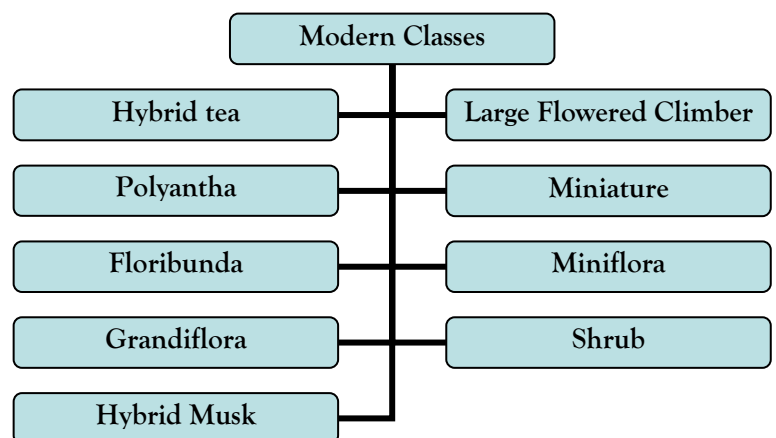 Modern Classes
Hybrid tea
Large Flowered Climber
Polyantha
Miniature
Floribunda
Miniflora
Grandiflora
Shrub
Hybrid Musk